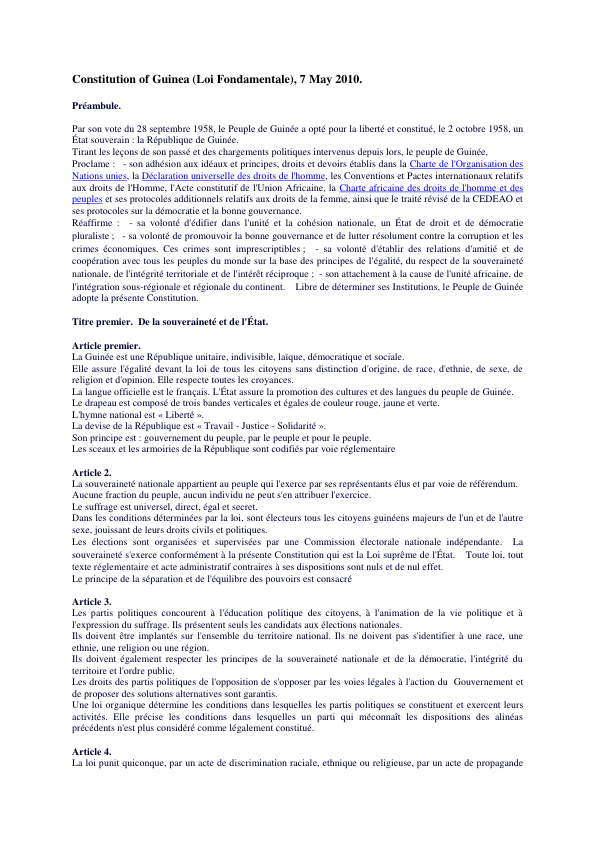 Constitution of Guinea (Loi Fondamentale), 7 May 2010.
Préambule.
Par son vote du 28 septembre 1958, le Peuple de Guinée a opté pour la liberté et constitué, le 2 octobre 1958, un
État souverain : la République de Guinée.
Tirant les leçons de son passé et des chargements politiques intervenus depuis lors, le peuple de Guinée,
Proclame : - son adhésion aux idéaux et principes, droits et devoirs établis dans la Charte de l'Organisation des
Nations unies, la Déclaration universelle des droits de l'homme, les Conventions et Pactes internationaux relatifs
aux droits de l'Homme, l'Acte constitutif de l'Union Africaine, la Charte africaine des droits de l'homme et des
peuples et ses protocoles additionnels relatifs aux droits de la femme, ainsi que le traité révisé de la CEDEAO et
ses protocoles sur la démocratie et la bonne gouvernance.
Réaffirme : - sa volonté d'édifier dans l'unité et la cohésion nationale, un État de droit et de démocratie
pluraliste ; - sa volonté de promouvoir la bonne gouvernance et de lutter résolument contre la corruption et les
crimes économiques. Ces crimes sont imprescriptibles ; - sa volonté d'établir des relations d'amitié et de
coopération avec tous les peuples du monde sur la base des principes de l'égalité, du respect de la souveraineté
nationale, de l'intégrité territoriale et de l'intérêt réciproque ; - son attachement à la cause de l'unité africaine, de
l'intégration sous-régionale et régionale du continent. Libre de déterminer ses Institutions, le Peuple de Guinée
adopte la présente Constitution.
Titre premier. De la souveraineté et de l'État.
Article premier.
La Guinée est une République unitaire, indivisible, laïque, démocratique et sociale.
Elle assure l'égalité devant la loi de tous les citoyens sans distinction d'origine, de race, d'ethnie, de sexe, de
religion et d'opinion. Elle respecte toutes les croyances.
La langue officielle est le français. L'État assure la promotion des cultures et des langues du peuple de Guinée.
Le drapeau est composé de trois bandes verticales et égales de couleur rouge, jaune et verte.
L'hymne national est « Liberté ».
La devise de la République est « Travail - Justice - Solidarité ».
Son principe est : gouvernement du peuple, par le peuple et pour le peuple.
Les sceaux et les armoiries de la République sont codifiés par voie réglementaire
Article 2.
La souveraineté nationale appartient au peuple qui l'exerce par ses représentants élus et par voie de référendum.
Aucune fraction du peuple, aucun individu ne peut s'en attribuer l'exercice.
Le suffrage est universel, direct, égal et secret.
Dans les conditions déterminées par la loi, sont électeurs tous les citoyens guinéens majeurs de l'un et de l'autre
sexe, jouissant de leurs droits civils et politiques.
Les élections sont organisées et supervisées par une Commission électorale nationale indépendante. La
souveraineté s'exerce conformément à la présente Constitution qui est la Loi suprême de l'État. Toute loi, tout
texte réglementaire et acte administratif contraires à ses dispositions sont nuls et de nul effet.
Le principe de la séparation et de l'équilibre des pouvoirs est consacré
Article 3.
Les partis politiques concourent à l'éducation politique des citoyens, à l'animation de la vie politique et à
l'expression du suffrage. Ils présentent seuls les candidats aux élections nationales.
Ils doivent être implantés sur l'ensemble du territoire national. Ils ne doivent pas s'identifier à une race, une
ethnie, une religion ou une région.
Ils doivent également respecter les principes de la souveraineté nationale et de la démocratie, l'intégrité du
territoire et l'ordre public.
Les droits des partis politiques de l'opposition de s'opposer par les voies légales à l'action du Gouvernement et
de proposer des solutions alternatives sont garantis.
Une loi organique détermine les conditions dans lesquelles les partis politiques se constituent et exercent leurs
activités. Elle précise les conditions dans lesquelles un parti qui méconnaît les dispositions des alinéas
précédents n'est plus considéré comme légalement constitué.
Article 4.
La loi punit quiconque, par un acte de discrimination raciale, ethnique ou religieuse, par un acte de propagande